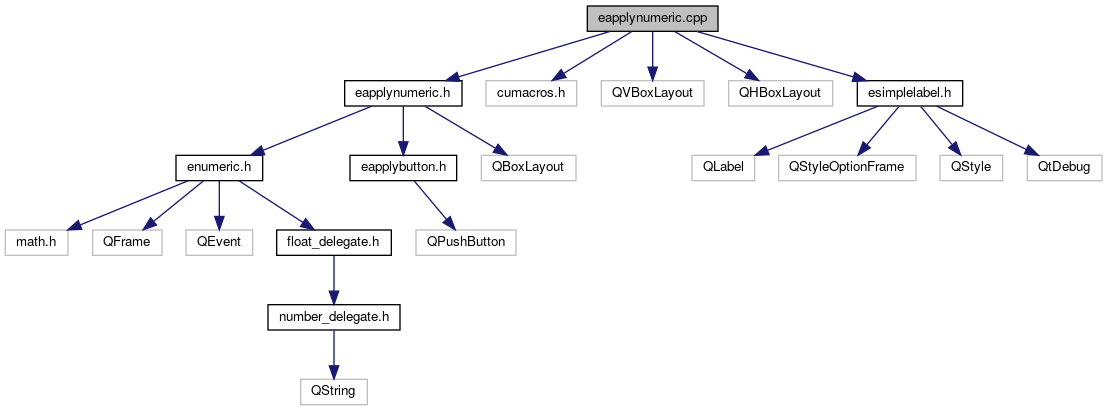 eapplynumeric.cpp
eapplynumeric.h
cumacros.h
QVBoxLayout
QHBoxLayout
esimplelabel.h
enumeric.h
eapplybutton.h
QBoxLayout
QLabel
QStyleOptionFrame
QStyle
QtDebug
math.h
QFrame
QEvent
float_delegate.h
QPushButton
number_delegate.h
QString